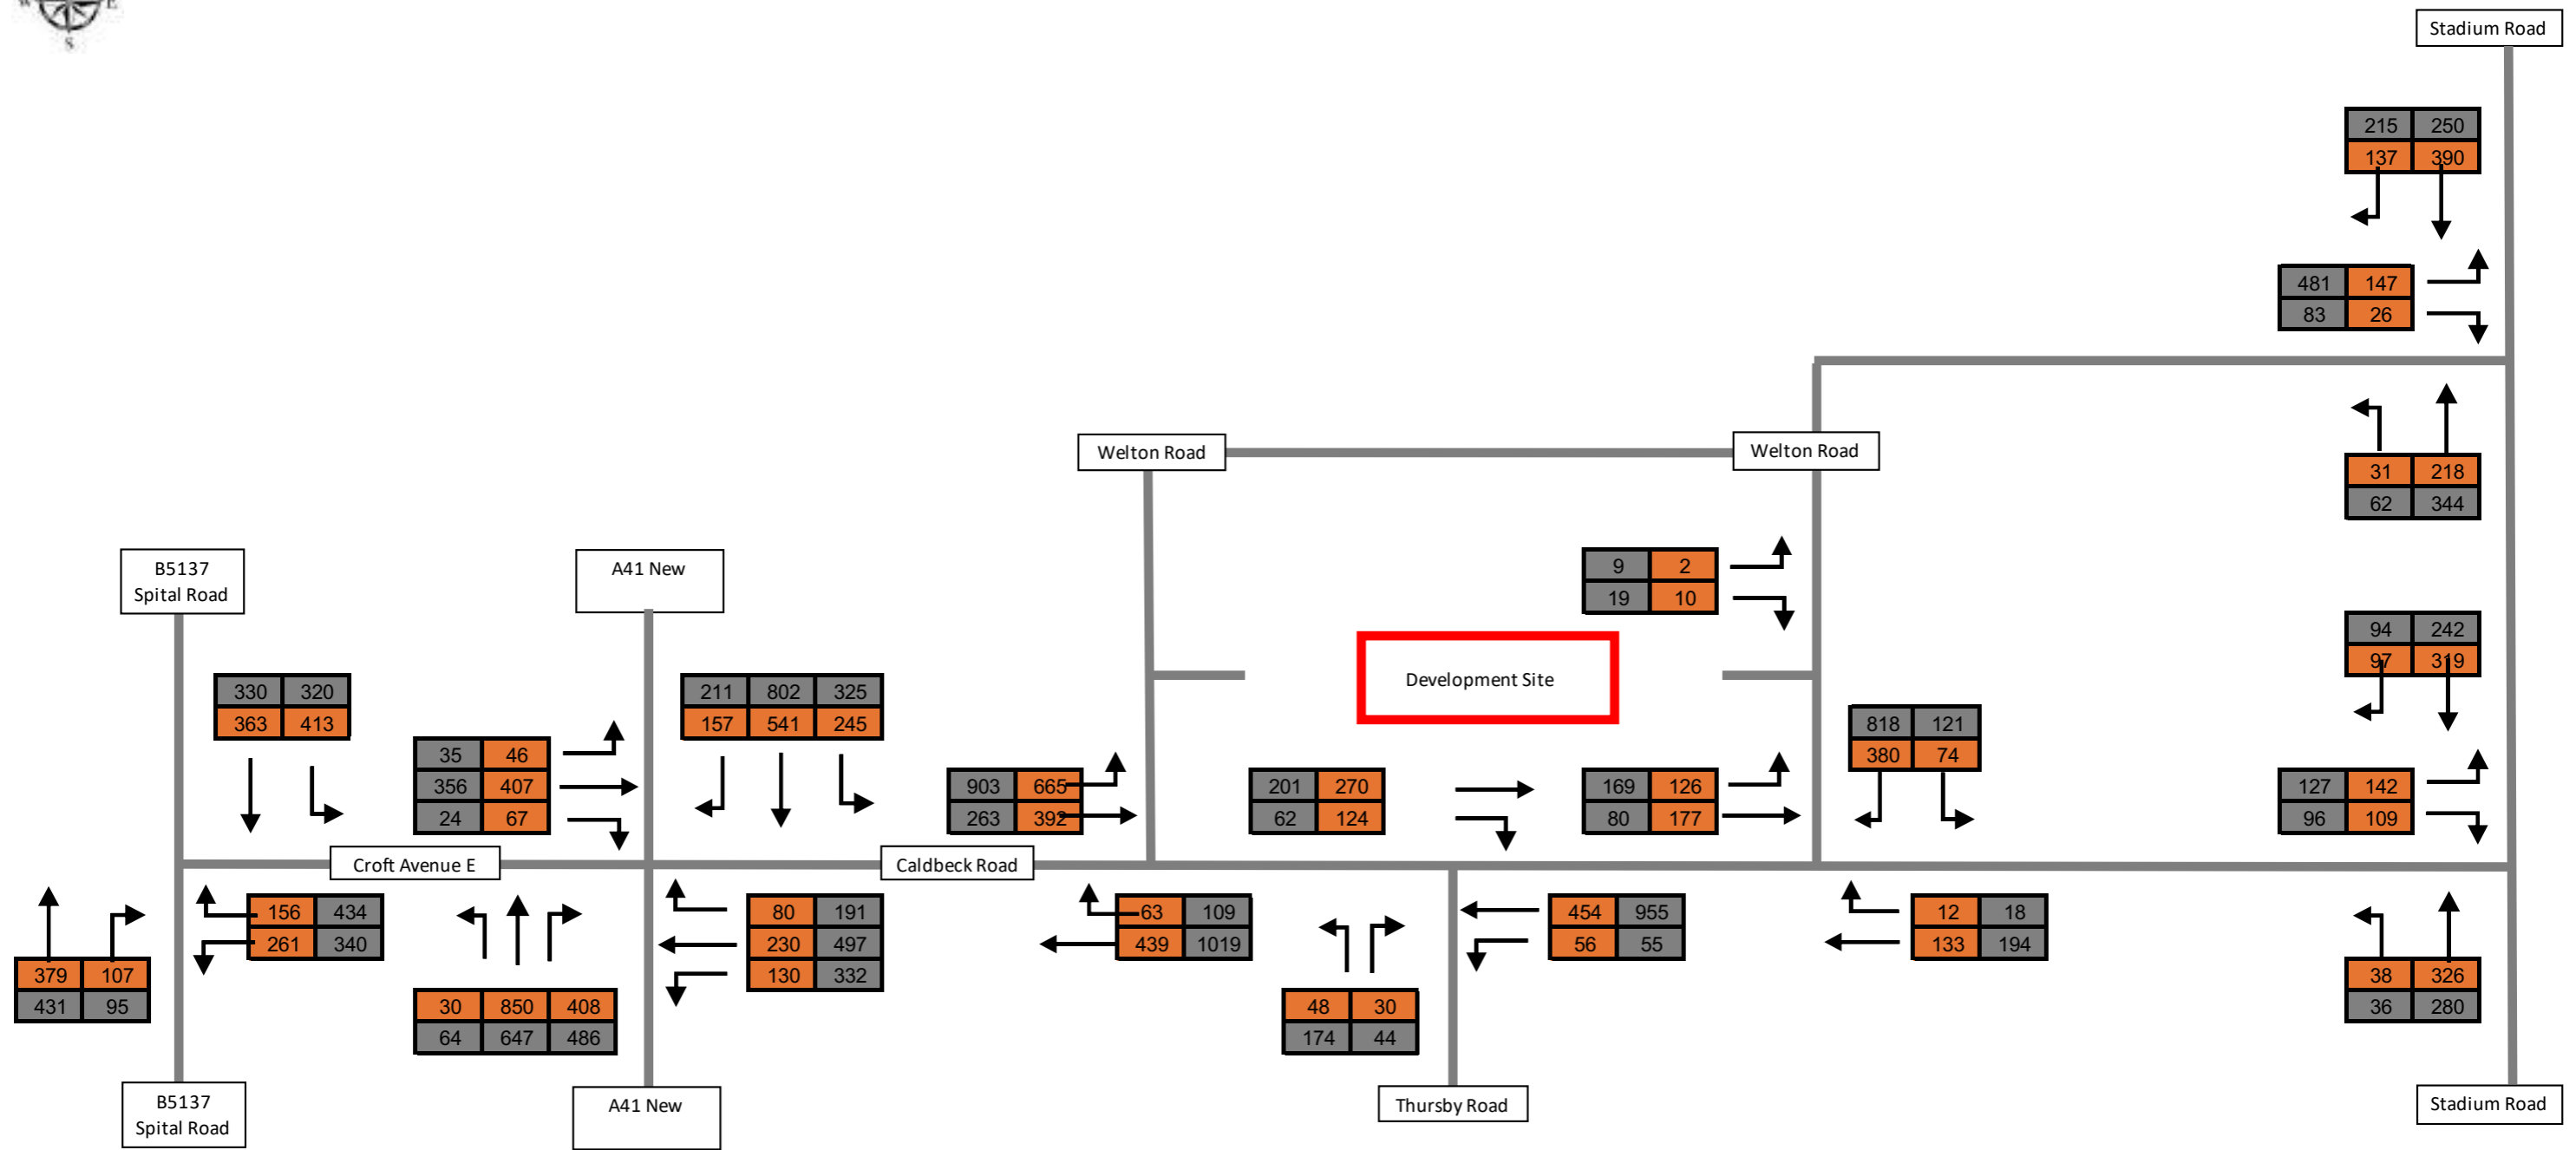 W E
S
Stadium Road
215 250
137 390
481 147
83 26
Welton Road
Welton Road
31 218
62 344
B5137
Spital Road
A41 New
9 2
19 10
94 242
97 319
Development Site
330 320
363 413
211 802 325
157 541 245
818 121
380 74
35 46
356 407
24 67
903 665
263 392
201 270
62 124
169 126
80 177
127 142
96 109
Croft Avenue E
Caldbeck Road
156 434
261 340
80 191
230 497
130 332
63 109
439 1019
454 955
56 55
12 18
133 194
379 107
431 95
30 850 408
64 647 486
48 30
174 44
38 326
36 280
B5137
Spital Road
A41 New
Thursby Road
Stadium Road